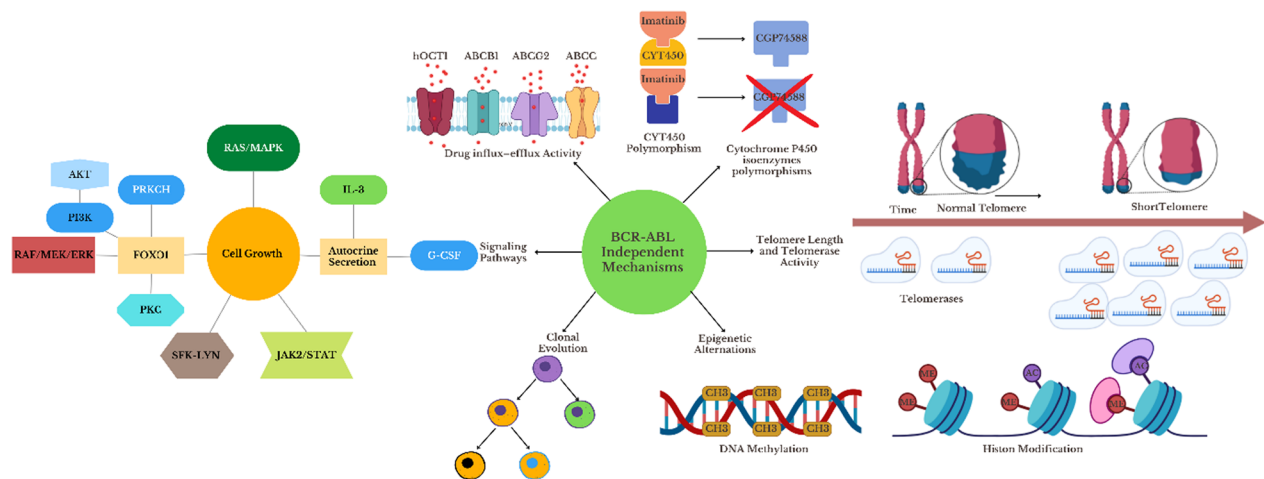 hOCT1
ABCB1
ABCG2
ABCC
Drug influx–efflux Activity
Imatinib
CYT450
CGP74588
Imatinib
CGP74588
CYT450
Polymorphism
Cytochrome P450
isoenzymes
polymorphisms
RAS/MAPK
AKT
PRKCH
IL-3
PI3K
RAF/MEK/ERK
FOXO1
Cell Growth
Autocrine
Secretion
G-CSF
PKC
SFK-LYN
JAK2/STAT
Signaling
Pathways
BCR-ABL
Independent
Mechanisms
Telomere Length
and Telomerase
Activity
Time
Normal Telomere
ShortTelomere
Telomerases
Clonal
Evolution
Epigenetic
Alternations
CH3
CH3
CH3
CH3
CH3
CH3
DNA Methylation
ME
ME
AC
ME
AC
ME
Histon Modification